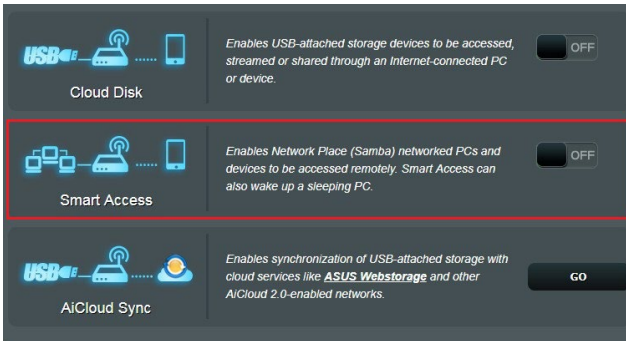 Enables USB-attached storage devices to be accessed,
streamed or shared through an Internet-connected PC
or device.
OFF
USB
Cloud Disk
Enables Network Place (Samba) networked PCs and
devices to be accessed remotely. Smart Access can
also wake up a sleeping PC.
OFF
Smart Access
Enables synchronization of USB-attached storage with
cloud services like ASUS Webstorage and other
AiCloud 2.0-enabled networks.
GO
USB
AiCloud Sync